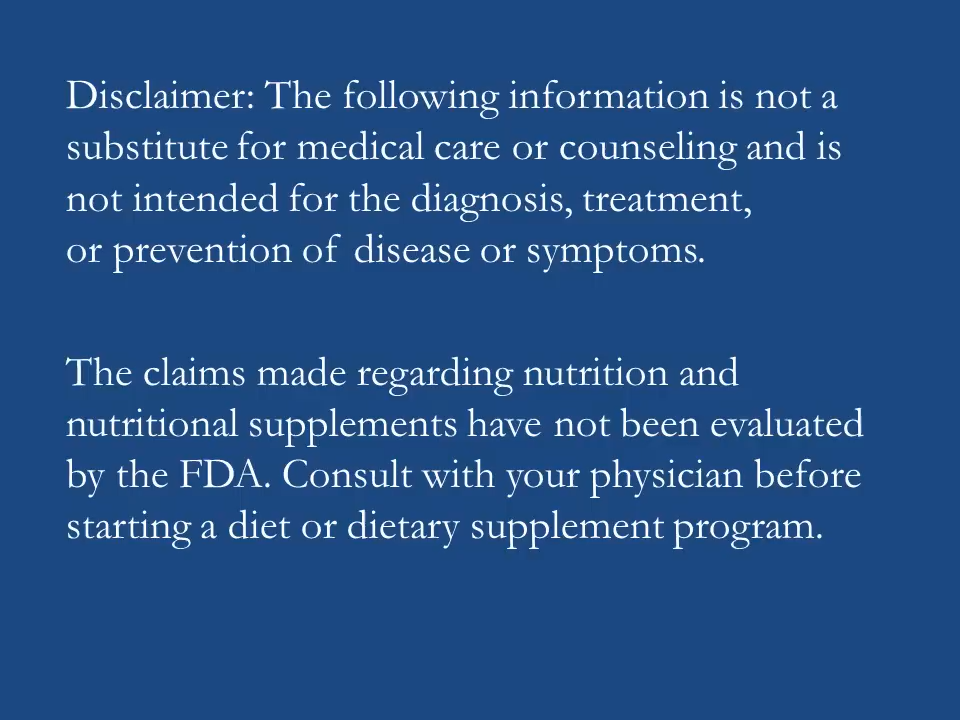 Disclaimer: The following information is not a
substitute for medical care or counseling and is
not intended for the diagnosis, treatment,
or prevention of disease or symptoms.
The claims made regarding nutrition and
nutritional supplements have not been evaluated
by the FDA. Consult with your physician before
starting a diet or dietary supplement program.